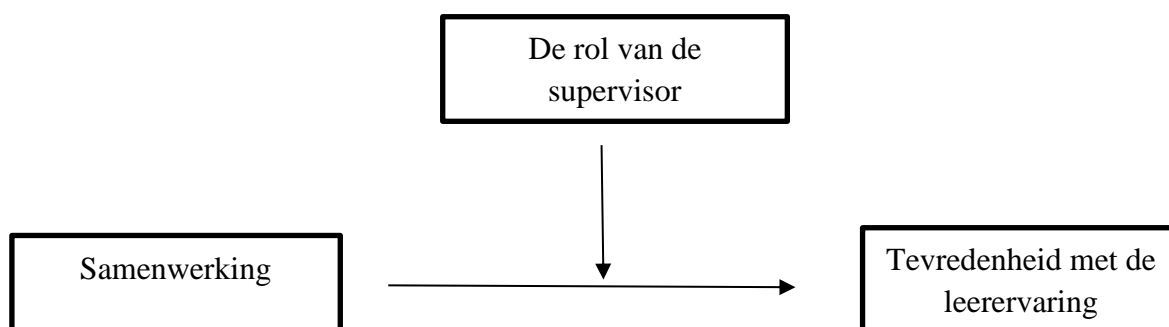 De rol van de
supervisor
Samenwerking
Tevredenheid met de
leerervaring